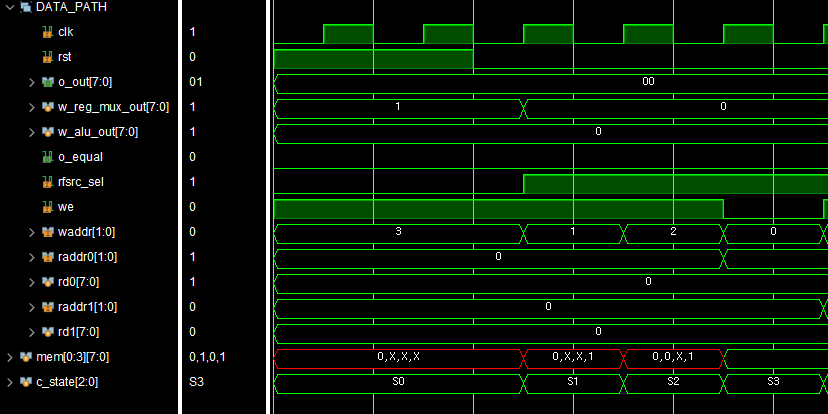 DATA_PATH
clk 1
rst 0
o_out[7:0] 01 00
w_reg_mux_out[7:0] 1 1 0
w_alu_out[7:0] 1 0
o_equal 0
rfsrc_sel 1
we 0
waddr[1:0] 0 3 1 2 0
raddr0[1:0] 1 0
rd0[7:0] 1 0
raddr1[1:0] 0 0
rd1[7:0] 0 0
mem[0:3][7:0] 0,1,0,1 0,X,X,X 0,X,X,1 0,0,X,1
c_state[2:0] S3 S0 S1 S2 S3